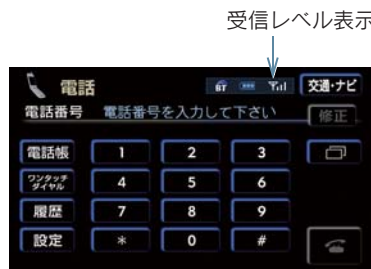 受信レベル表示
電話 BT 交通・ナビ
電話番号 電話番号を入力して下さい 修正
電話帳 1 2 3
ワンタッチ
ダイヤル 4 5 6
履歴 7 8 9
設定 * 0 #